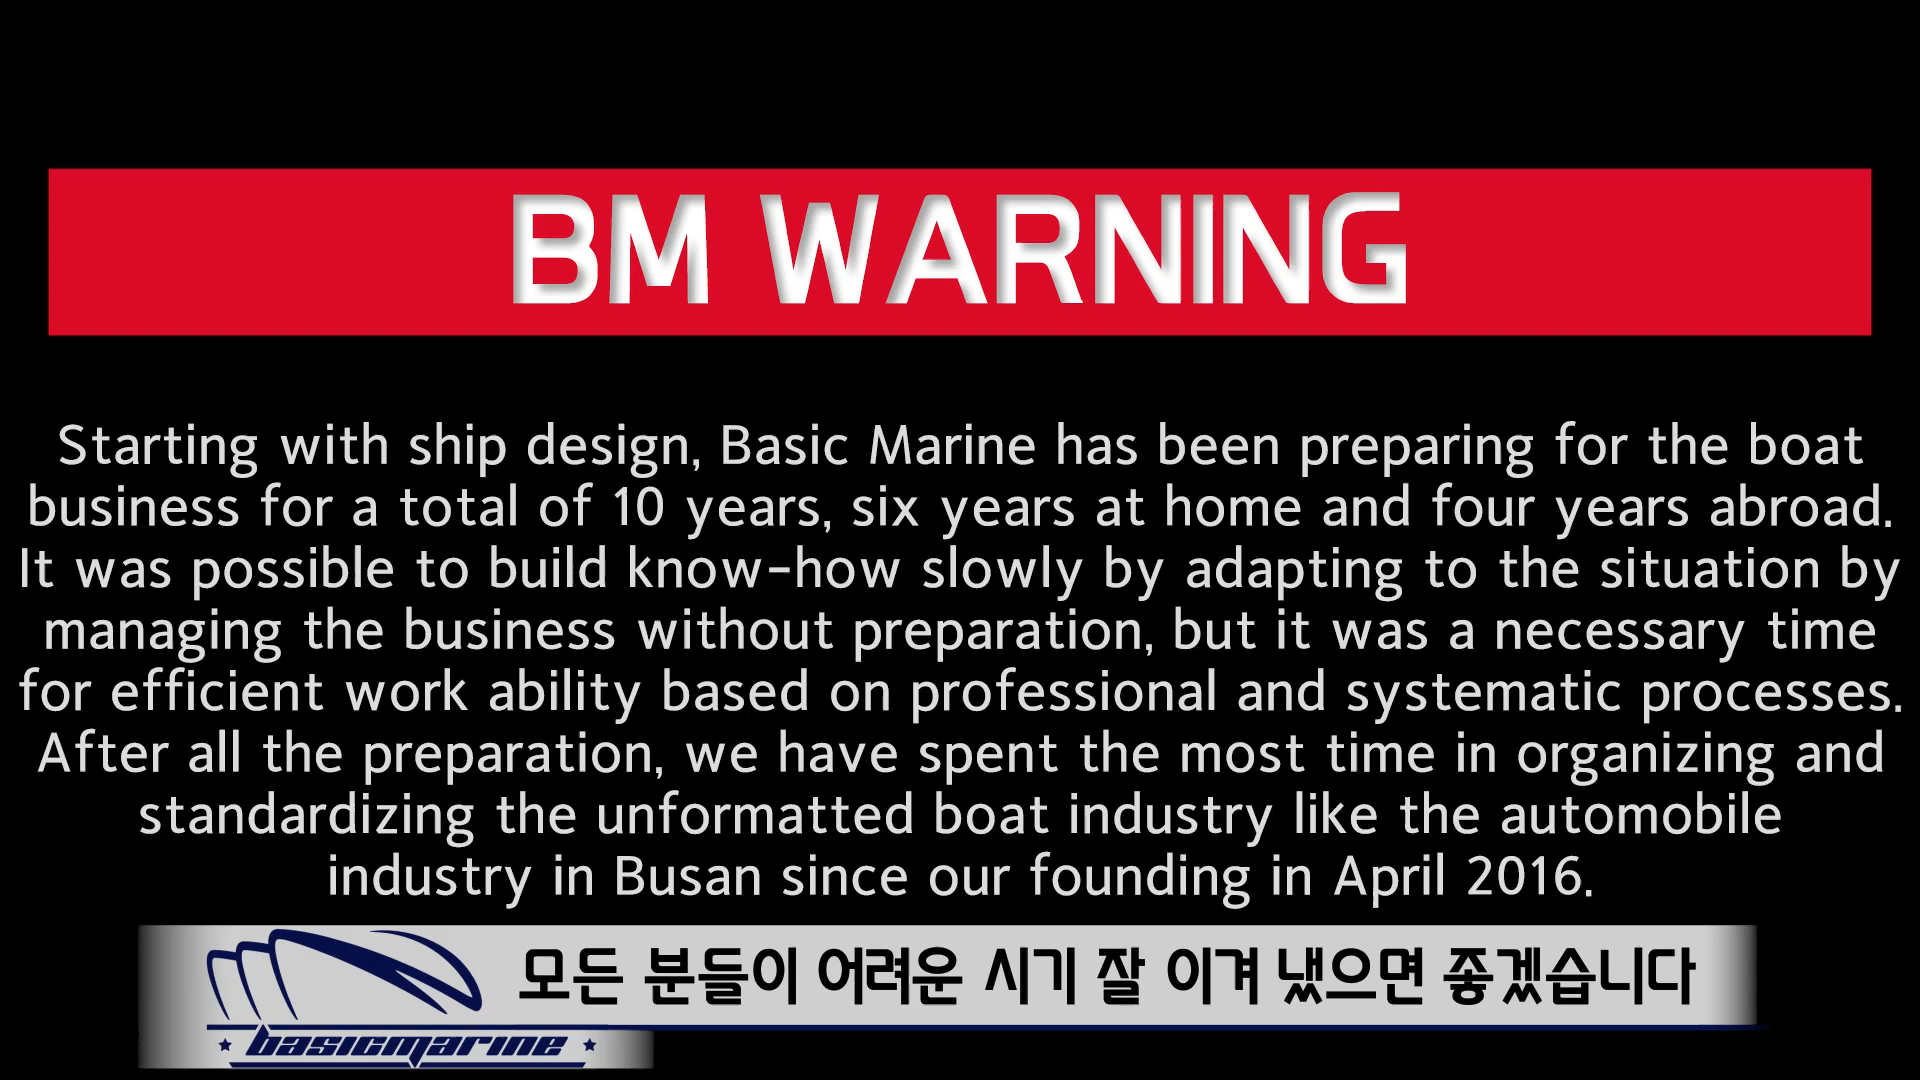 BM WARNING
Starting with ship design, Basic Marine has been preparing for the boat
business for a total of 10 years, six years at home and four years abroad.
It was possible to build know-how slowly by adapting to the situation by
managing the business without preparation, but it was a necessary time
for efficient work ability based on professional and systematic processes.
After all the preparation, we have spent the most time in organizing and
standardizing the unformatted boat industry like the automobile
industry in Busan since our founding in April 2016.
모든 분들이 어려운 시기 잘 이겨 냈으면 좋겠습니다
basicmarine